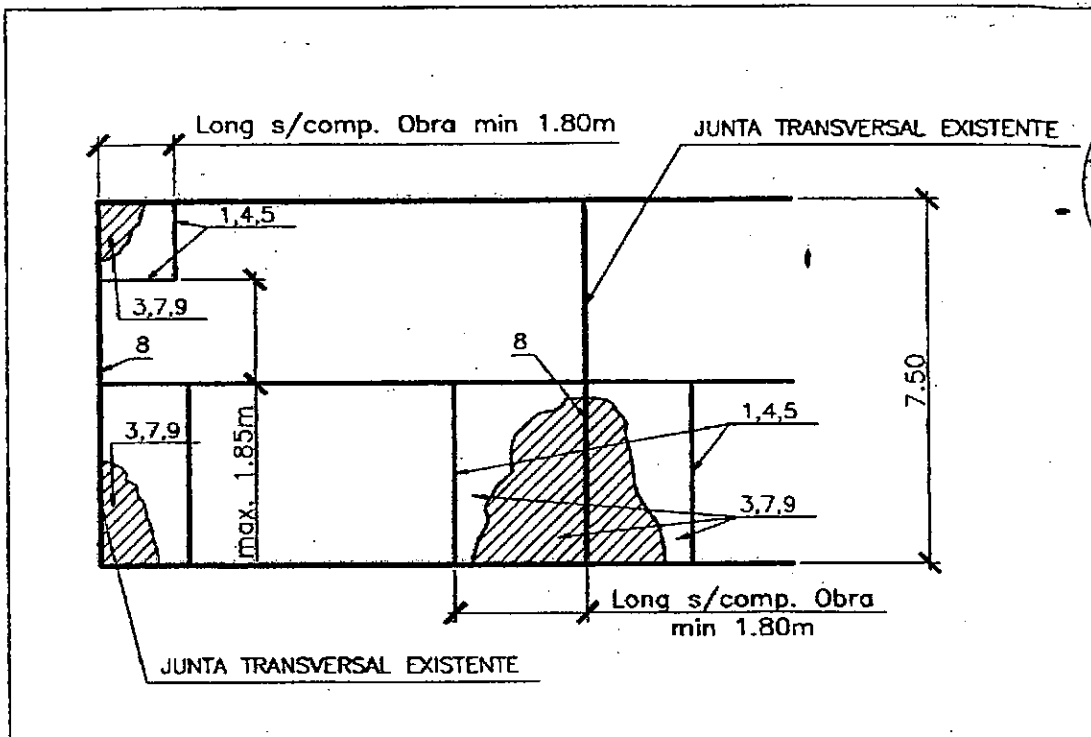 Long s/comp. Obra min 1.80m
JUNTA TRANSVERSAL EXISTENTE
1,4,5
3,7,9
8
8
7.50
3,7,9
max. 1.85m
1,4,5
3,7,9
Long s/comp. Obra
min 1.80m
JUNTA TRANSVERSAL EXISTENTE